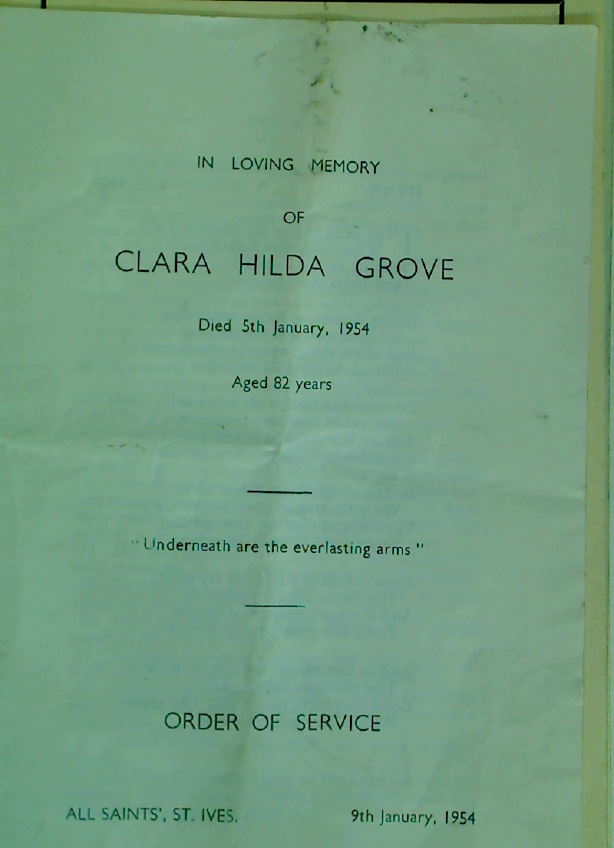 IN LOVING MEMORY
OF
CLARA HILDA GROVE
Died 5th January, 1954
Aged 82 years
"Underneath are the everlasting arms"
ORDER OF SERVICE
ALL SAINTS', ST. IVES. 9th January, 1954